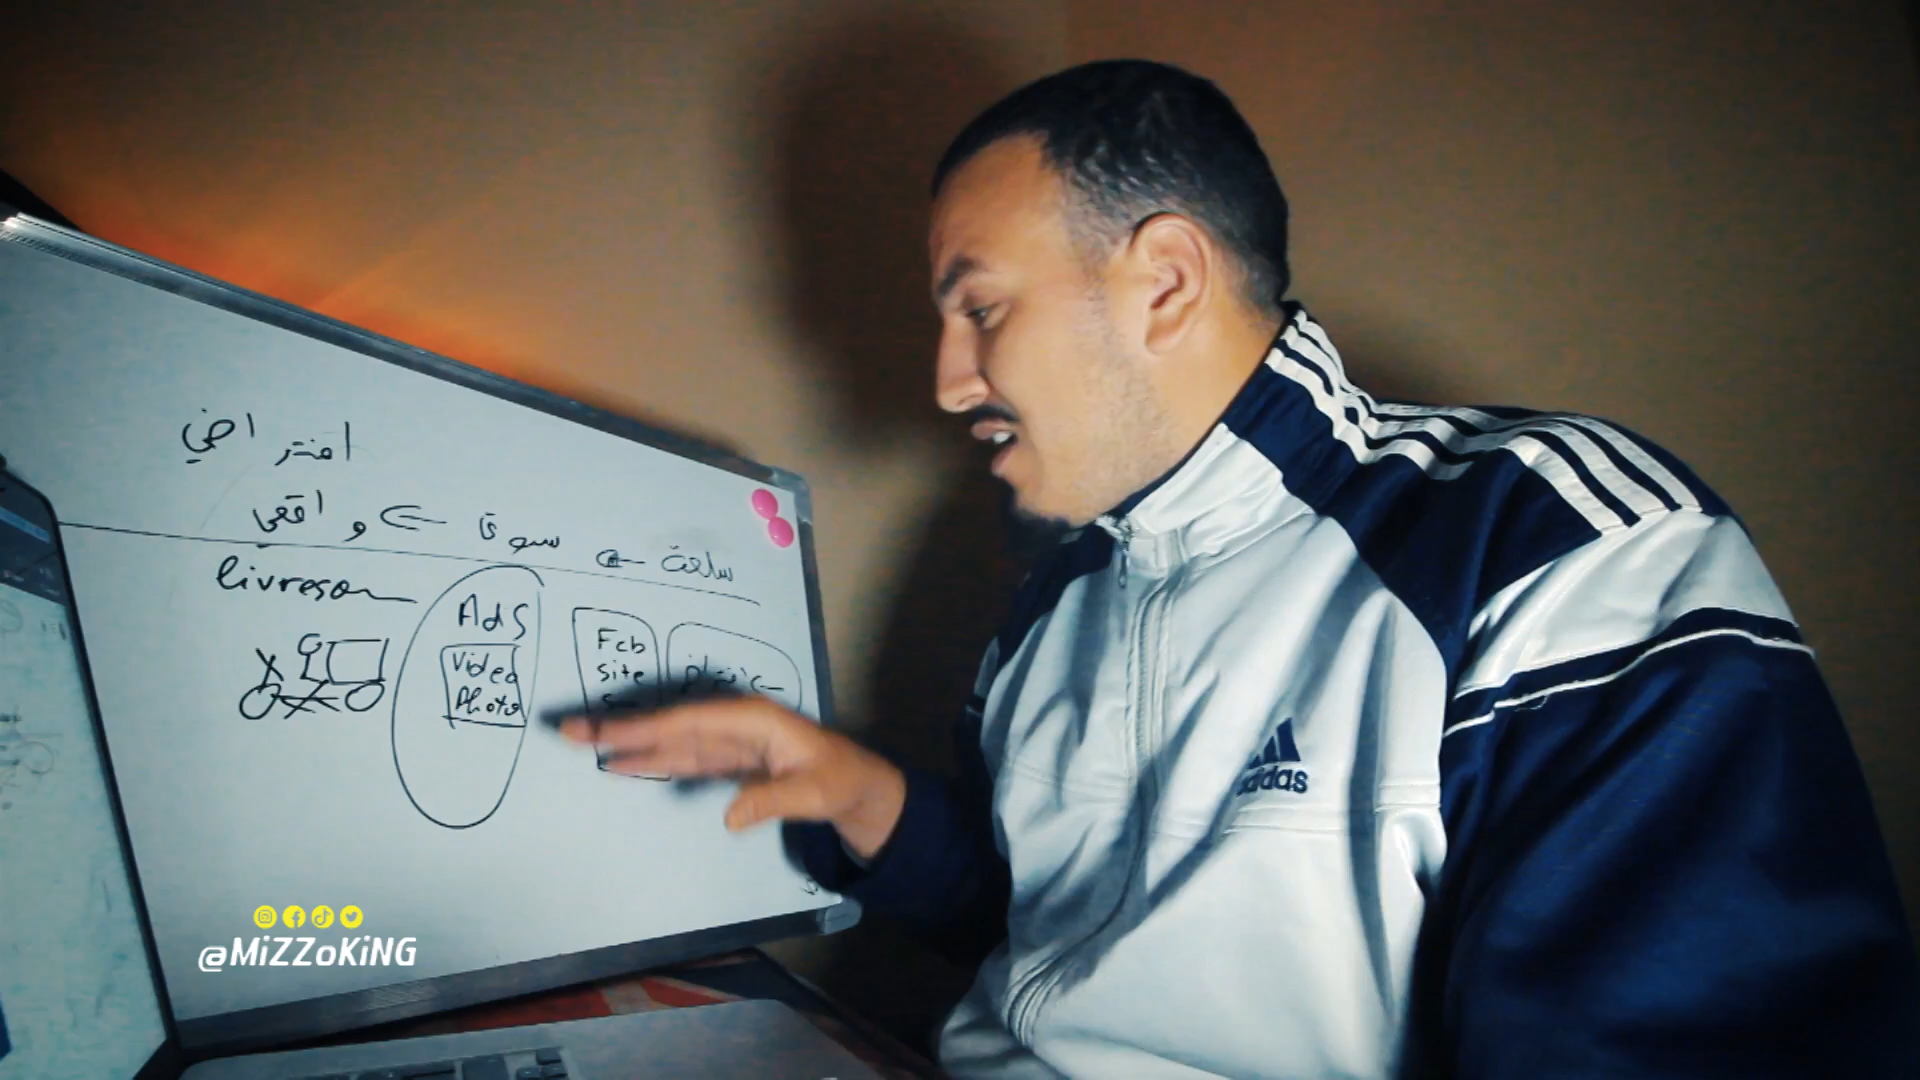 افتراضي
سلعة ← سوق ← واقعي
livreson
Ads
Video
Photo
Fcb
site
adidas
@MiZZoKiNG